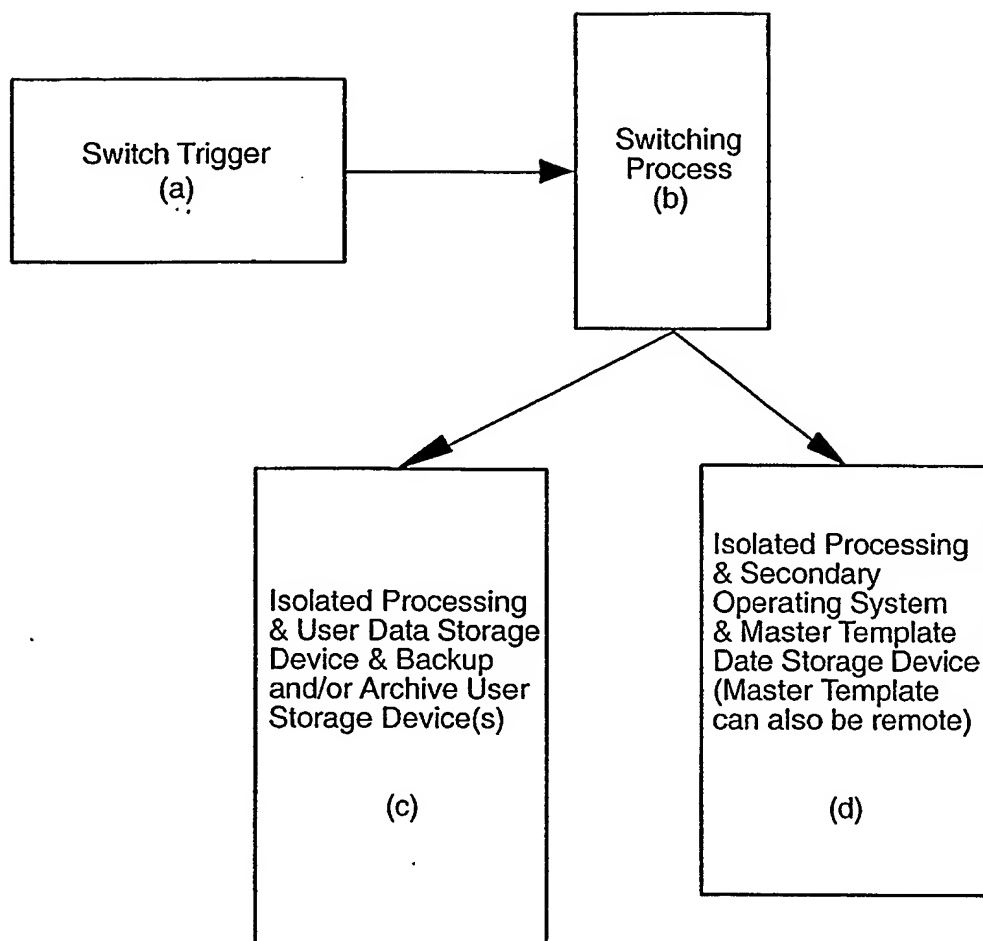 Switch Trigger
(a)
Switching
Process
(b)
Isolated Processing
& User Data Storage
Device & Backup
and/or Archive User
Storage Device(s)
(c)
Isolated Processing
& Secondary
Operating System
& Master Template
Date Storage Device
(Master Template
can also be remote)
(d)